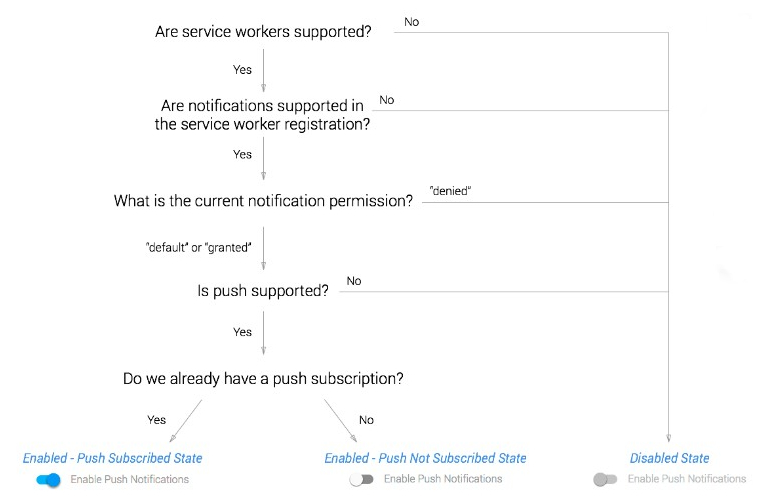 Are service workers supported?
No
Yes
Are notifications supported in
the service worker registration?
No
Yes
What is the current notification permission?
"denied"
"default" or "granted"
Is push supported?
No
Yes
Do we already have a push subscription?
Yes
No
Enabled - Push Subscribed State
Enable Push Notifications
Enabled - Push Not Subscribed State
Enable Push Notifications
Disabled State
Enable Push Notifications